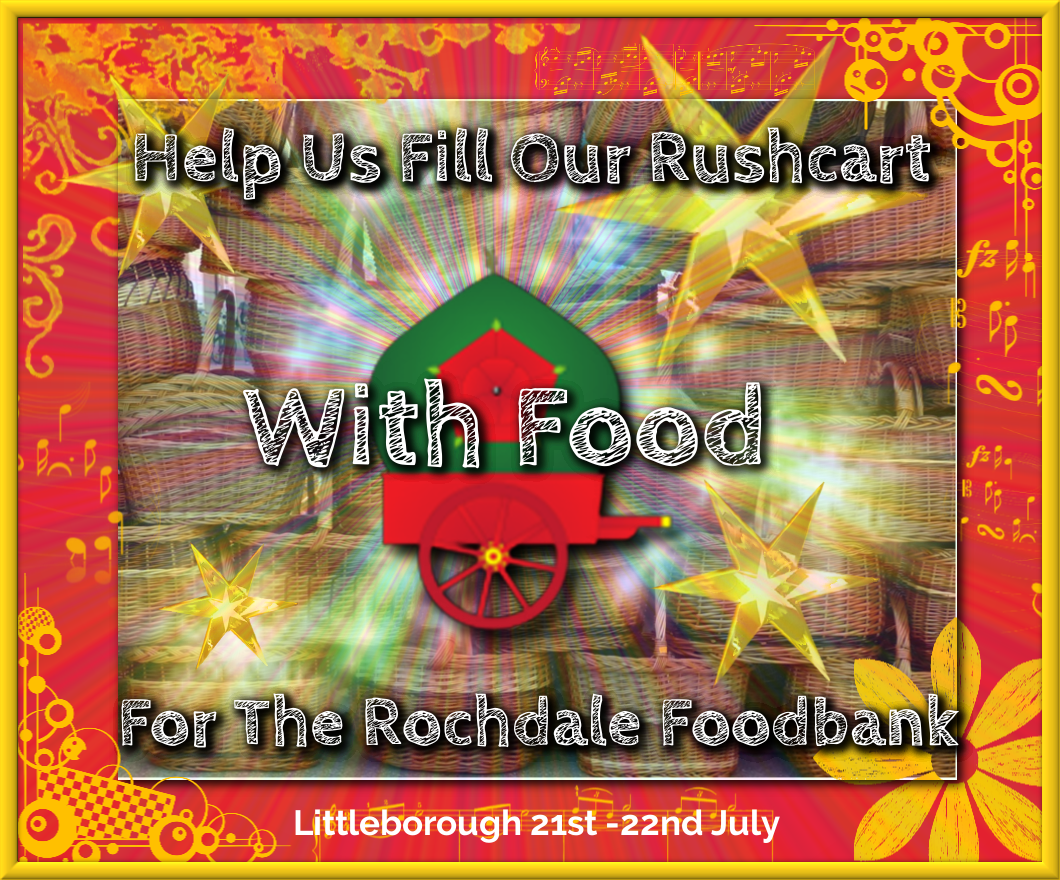 Help Us Fill Our Rushcart
With Food
For The Rochdale Foodbank
Littleborough 21st -22nd July